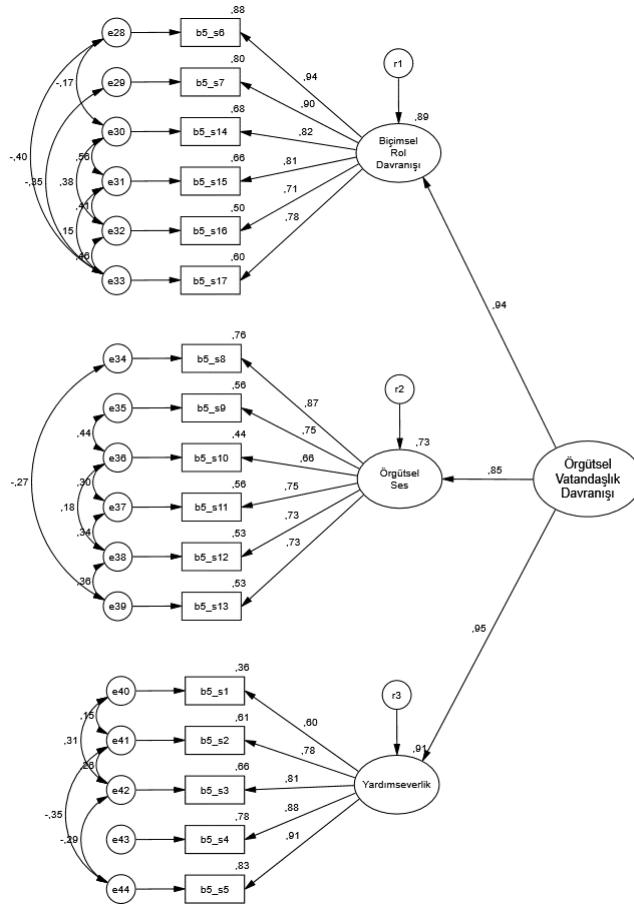 ,88
e28
b5_s6
,94
r1
,80
e29
b5_s7
-,17
,90
,89
,68
e30
b5_s14
,82
Biçimsel
Rol
Davranışı
-,40
,56
,66
e31
b5_s15
,81
-,35
,38
,41
,50
e32
b5_s16
,71
,15
,46
,60
e33
b5_s17
,78
,94
,76
e34
b5_s8
,87
r2
,56
e35
b5_s9
,75
,44
,44
e36
b5_s10
,66
,73
Örgütsel
Ses
,85
Örgütsel
Vatandaşlık
Davranışı
-,27
,30
,56
e37
b5_s11
,75
,18
,34
,53
e38
b5_s12
,73
,36
,53
e39
b5_s13
,73
,95
,36
e40
b5_s1
,60
r3
,15
,61
e41
b5_s2
,78
,31
,26
,66
e42
b5_s3
,81
,91
Yardımseverlik
-,35
-,29
,78
e43
b5_s4
,88
,83
e44
b5_s5
,91